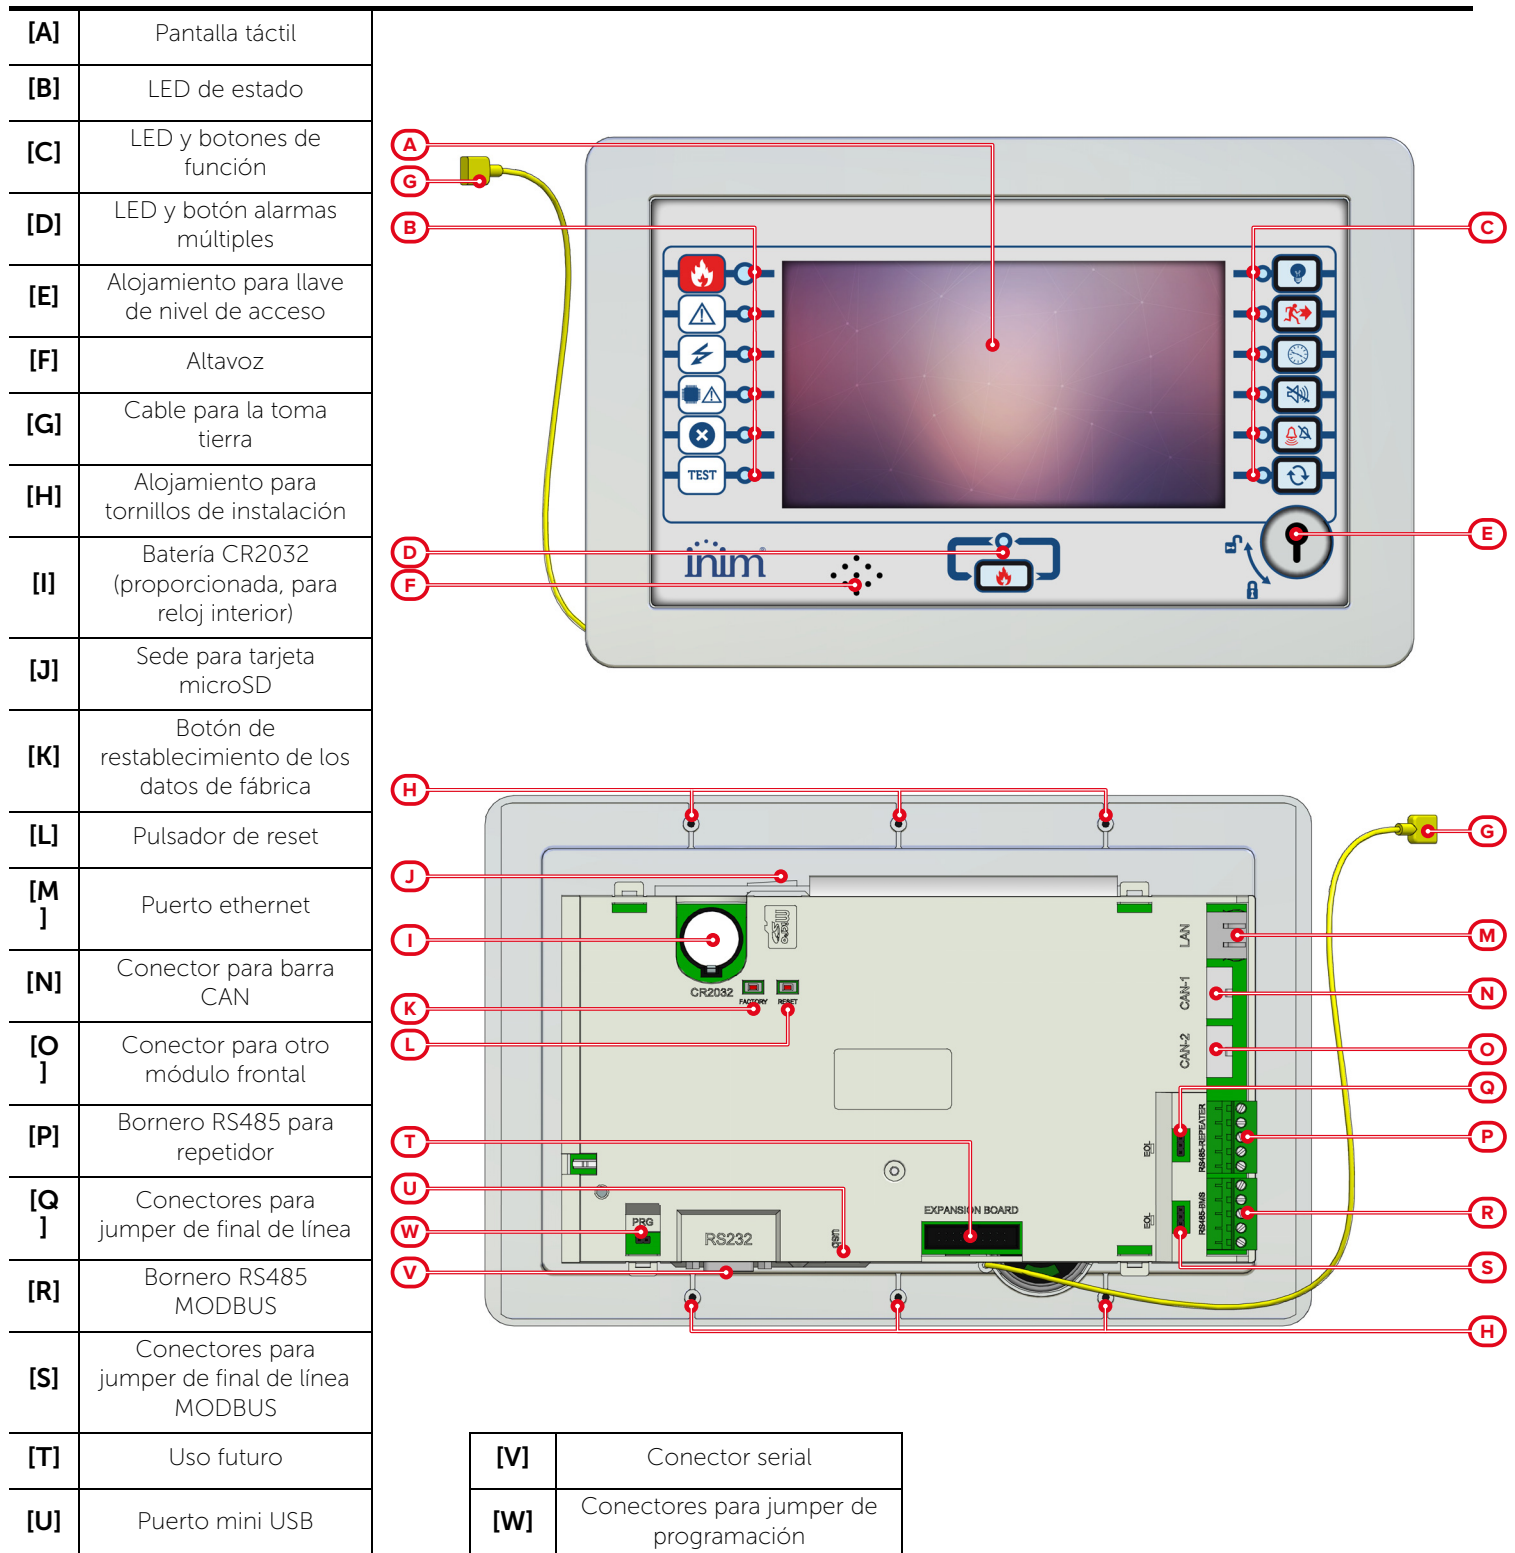 [A] Pantalla táctil
[B] LED de estado
[C] LED y botones de
función
[D] LED y botón alarmas
múltiples
[E] Alojamiento para llave
de nivel de acceso
[F] Altavoz
[G] Cable para la toma
tierra
[H] Alojamiento para
tornillos de instalación
[I] Batería CR2032
(proporcionada, para
reloj interior)
[J] Sede para tarjeta
microSD
[K] Botón de
restablecimiento de los
datos de fábrica
[L] Pulsador de reset
[M
] Puerto ethernet
[N] Conector para barra
CAN
[O
] Conector para otro
módulo frontal
[P] Bornero RS485 para
repetidor
[Q
] Conectores para
jumper de final de línea
[R] Bornero RS485
MODBUS
[S] Conectores para
jumper de final de línea
MODBUS
[T] Uso futuro
[U] Puerto mini USB
[V] Conector serial
[W] Conectores para jumper de
programación
A
G
B
C
TEST
inim
D
F
E
H
G
J
I
Micro
SD
LAN
M
CR2032
FACTORY
RESET
CAN-1
N
K
L
CAN-2
O
Q
T
EOL
RS485-REPEATER
P
U
PRG
W
RS232
USB
EXPANSION BOARD
EOL
RS485-BMS
R
V
S
H